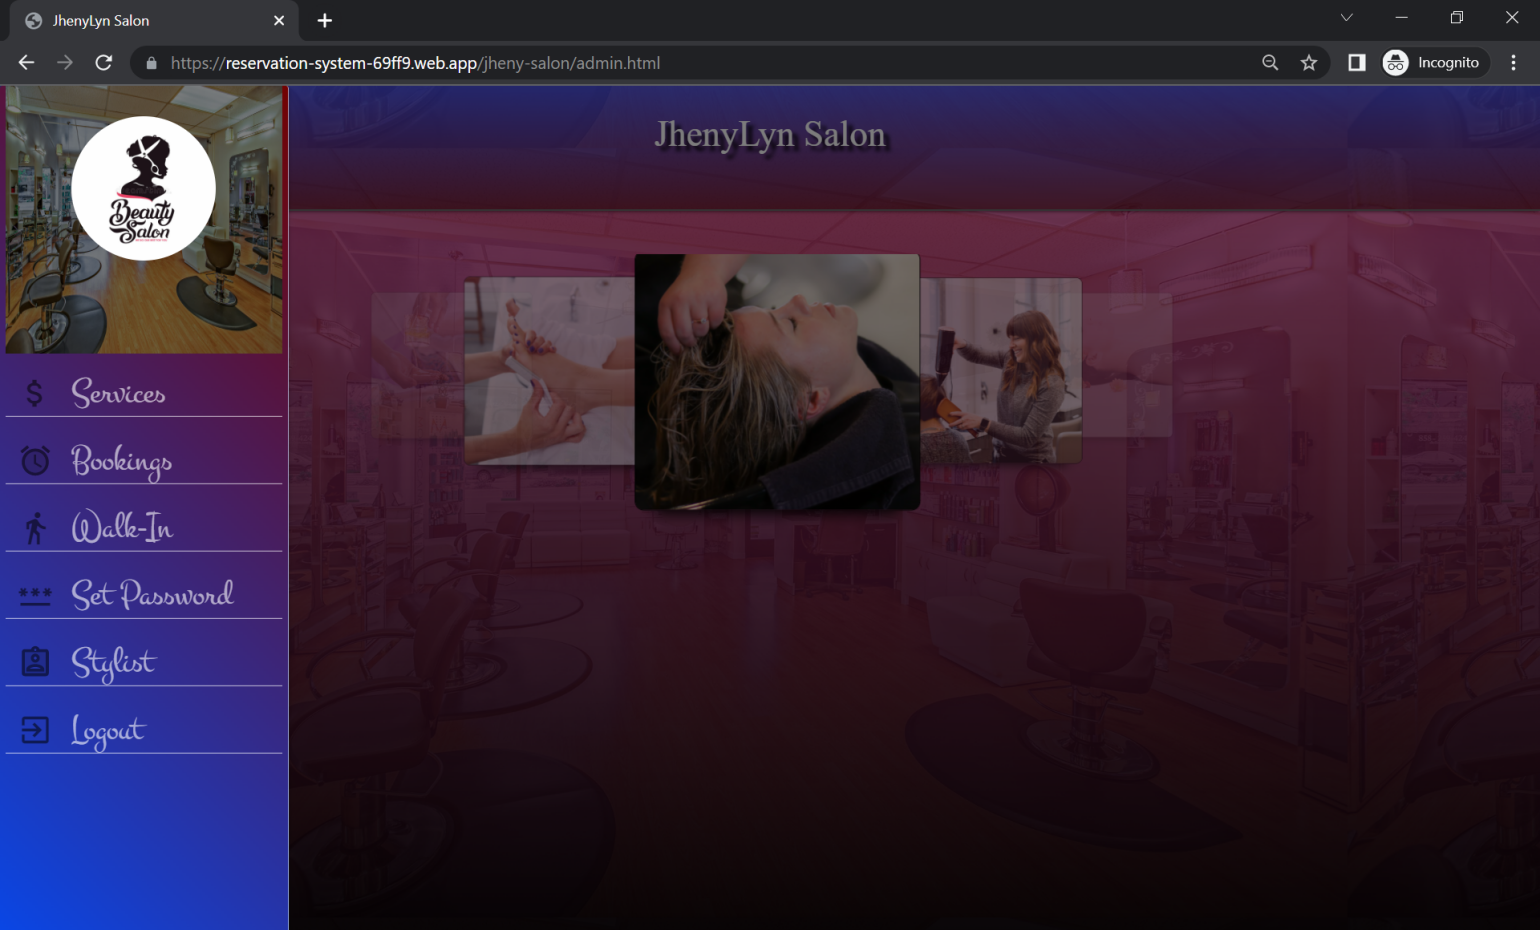 JhenyLyn Salon
https://reservation-system-69ff9.web.app/jheny-salon/admin.html
Incognito
Beauty
Salon
JhenyLyn Salon
Services
Bookings
Walk-In
Set Password
Stylist
Logout